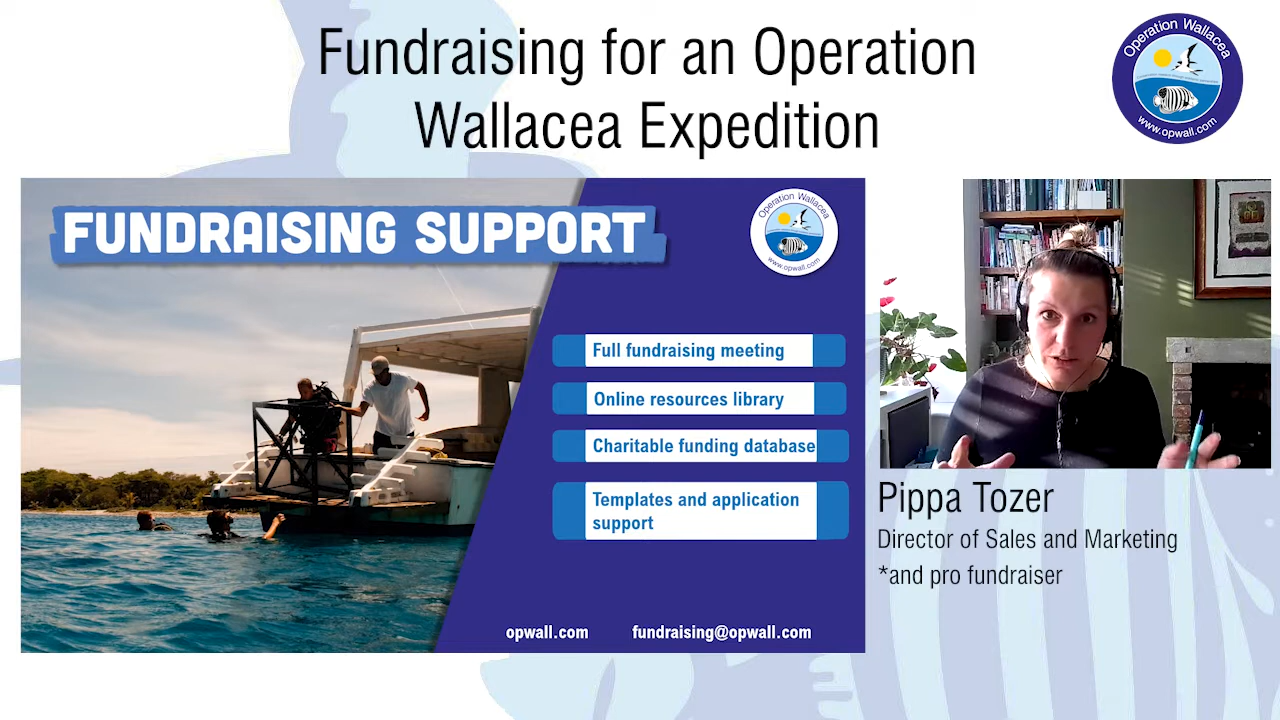 Fundraising for an Operation
Wallacea Expedition
Operation Wallacea
www.opwall.com
FUNDRAISING SUPPORT
Operation Wallacea
www.opwall.com
Full fundraising meeting
Online resources library
Charitable funding database
Templates and application
support
opwall.com fundraising@opwall.com
Pippa Tozer
Director of Sales and Marketing
*and pro fundraiser